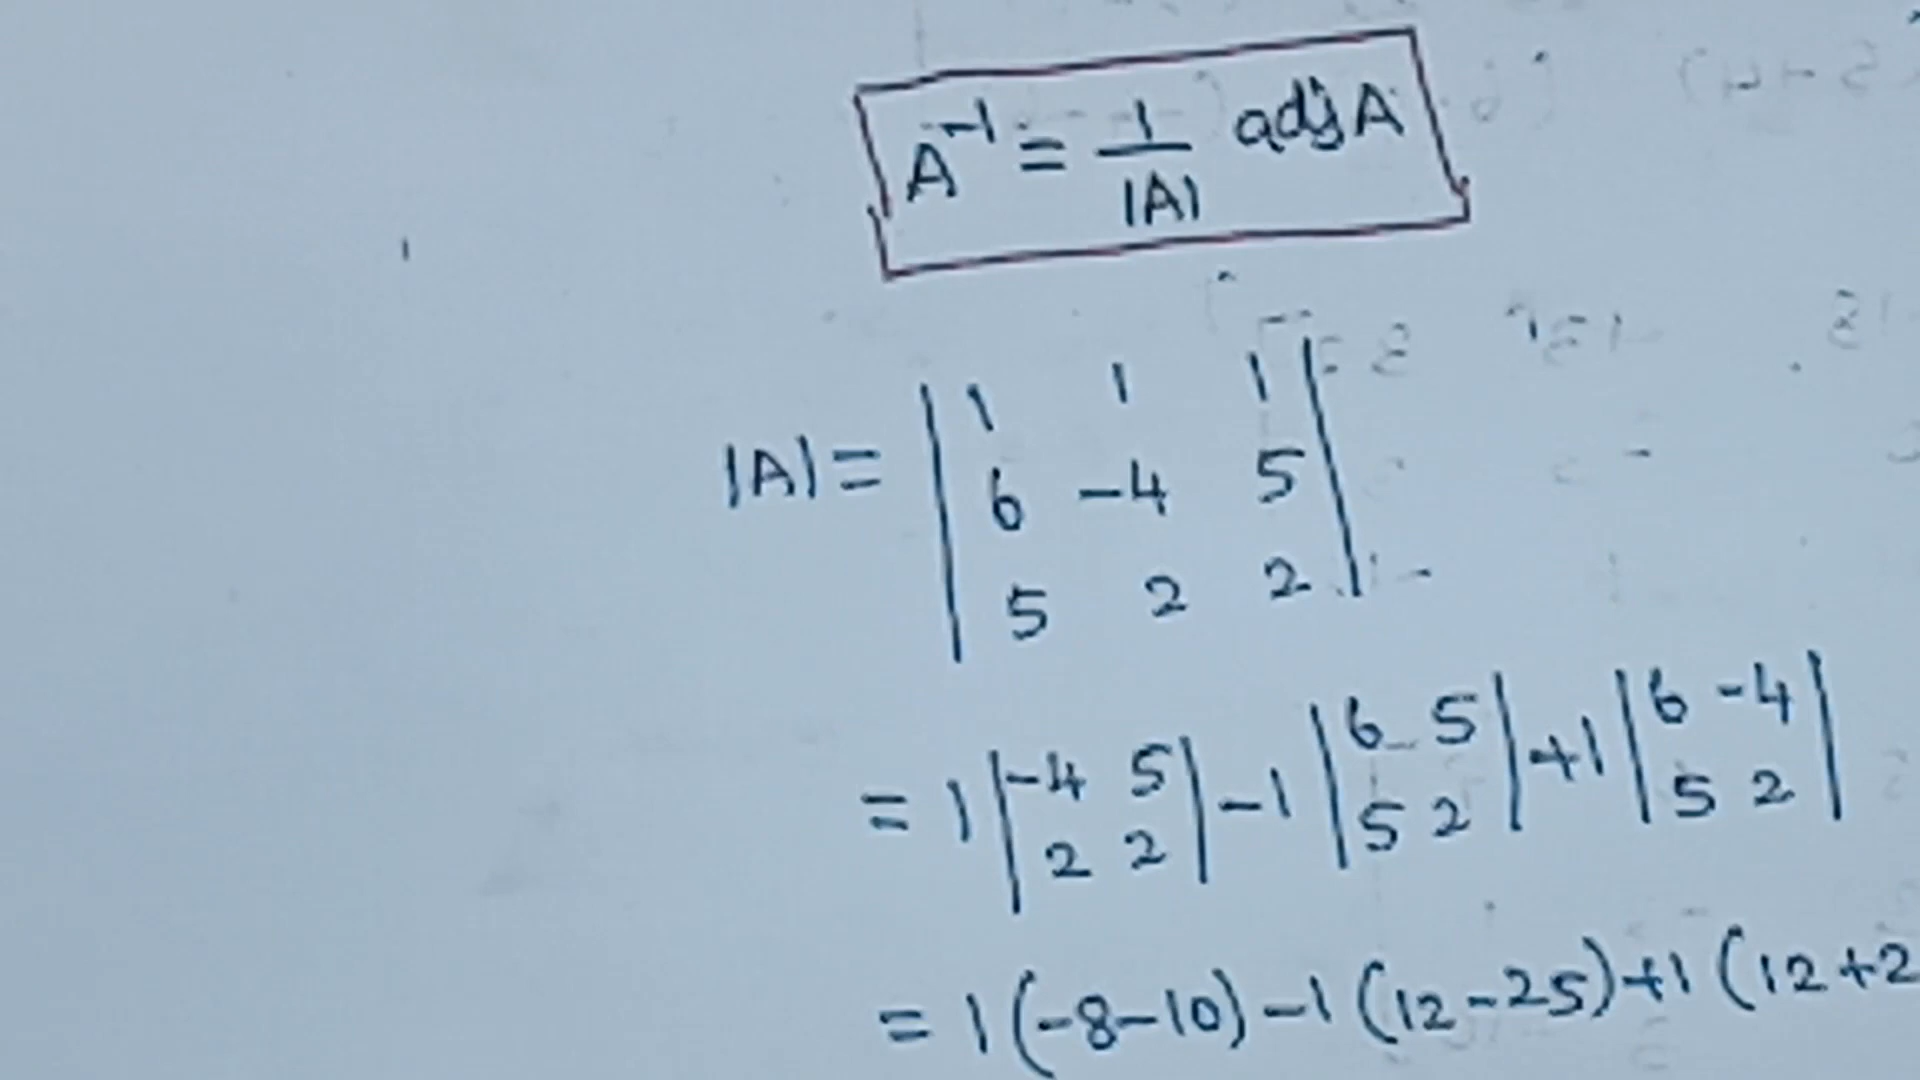 A⁻¹ = 1/|A| adj A
|A| = | 1 1 1 |
| 6 -4 5 |
| 5 2 2 |
= 1 | -4 5 | -1 | 6 5 | +1 | 6 -4 |
| 2 2 | | 5 2 | | 5 2 |
= 1 (-8-10) -1 (12-25) +1 (12+2